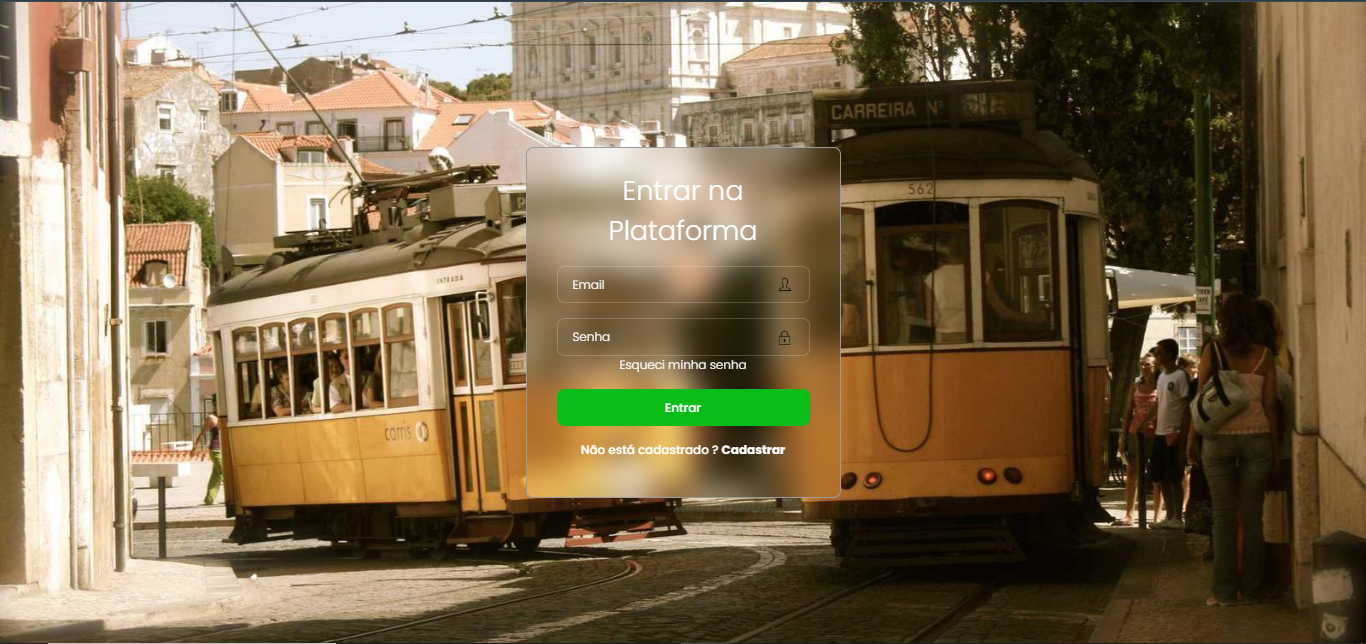 CARREIRA Nº
562
Entrar na
Plataforma
ENTRADA
Email
Senha
Esqueci minha senha
Entrar
carris
Não está cadastrado ? Cadastrar